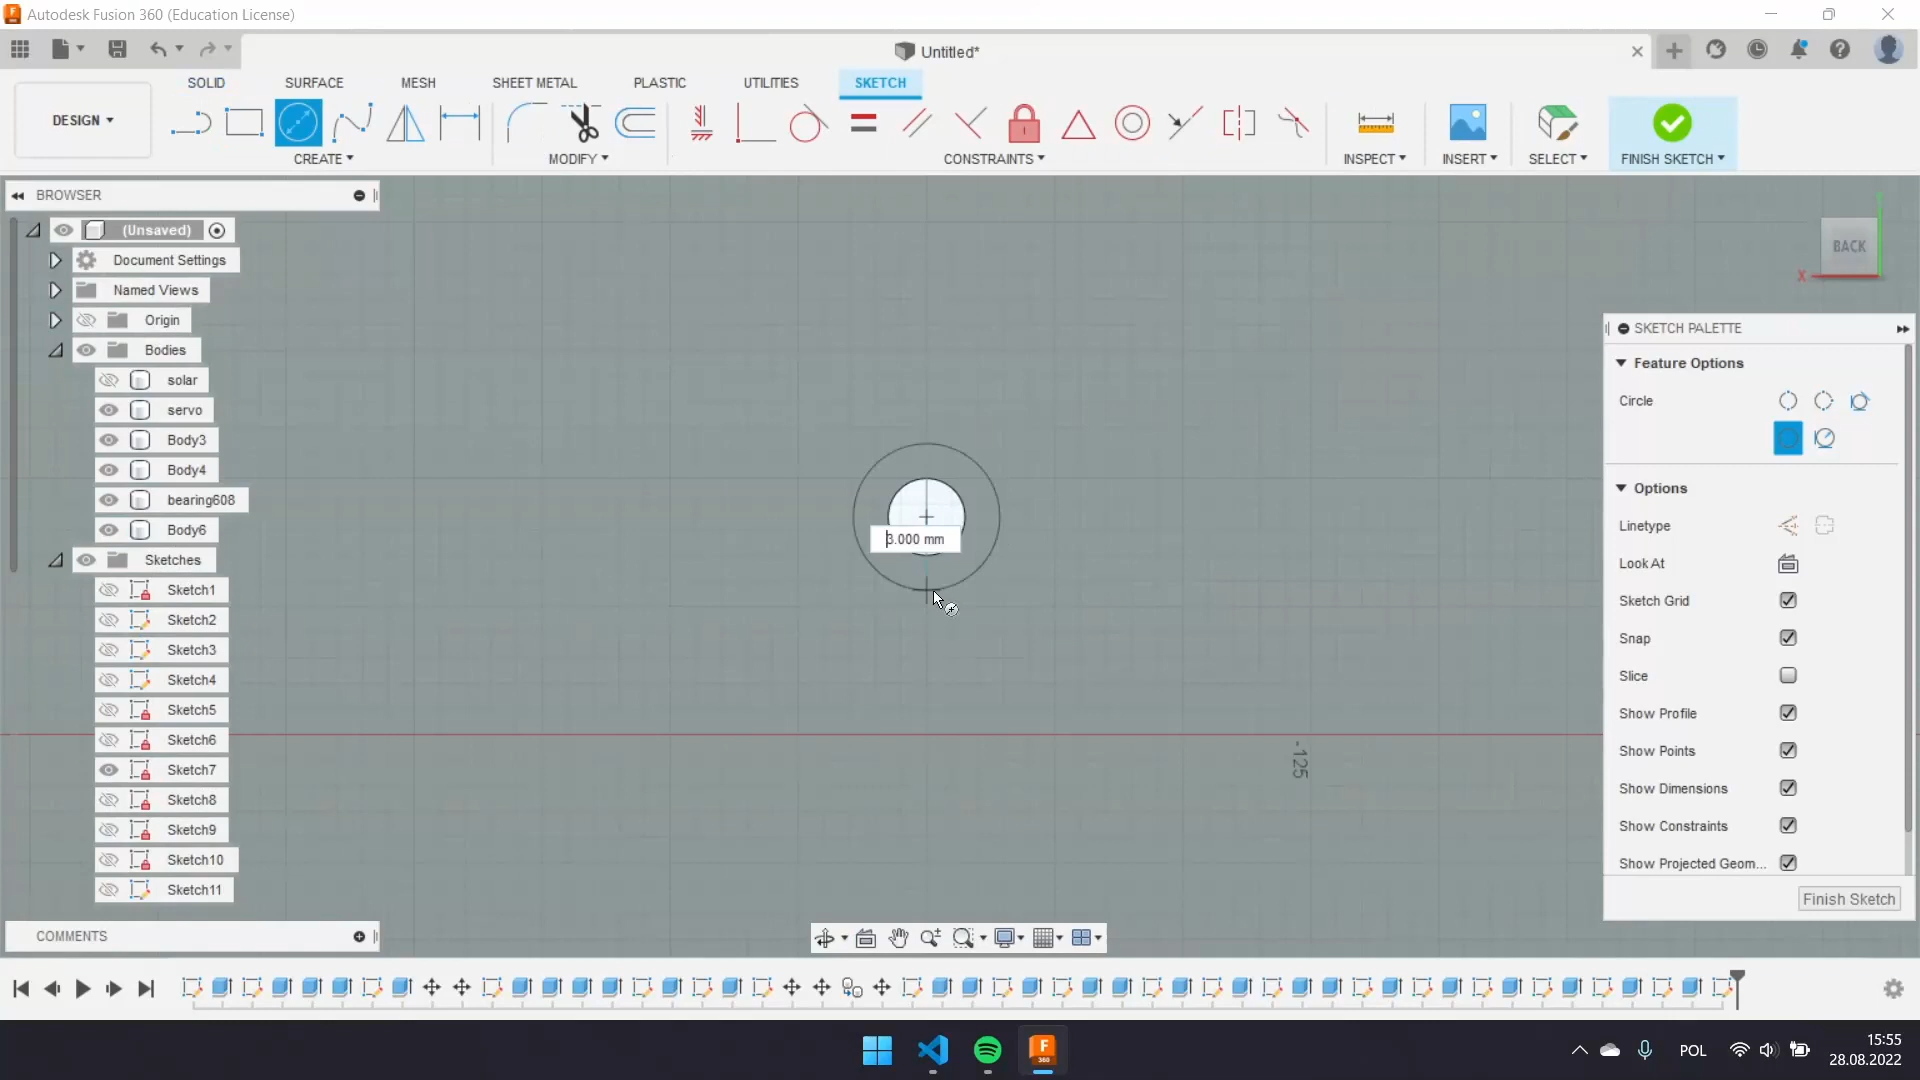 Autodesk Fusion 360 (Education License)
Untitled*
SOLID
SURFACE
MESH
SHEET METAL
PLASTIC
UTILITIES
SKETCH
DESIGN
CREATE
MODIFY
CONSTRAINTS
INSPECT
INSERT
SELECT
FINISH SKETCH
BROWSER
(Unsaved)
Document Settings
Named Views
Origin
Bodies
solar
servo
Body3
Body4
bearing608
Body6
Sketches
Sketch1
Sketch2
Sketch3
Sketch4
Sketch5
Sketch6
Sketch7
Sketch8
Sketch9
Sketch10
Sketch11
COMMENTS
3.000 mm
-125
BACK
X
SKETCH PALETTE
Feature Options
Circle
Options
Linetype
Look At
Sketch Grid
Snap
Slice
Show Profile
Show Points
Show Dimensions
Show Constraints
Show Projected Geom...
Finish Sketch
F
360
POL
15:55
28.08.2022